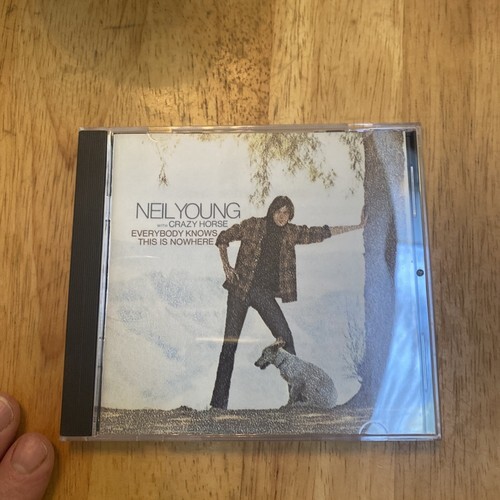 NEIL YOUNG
WITH CRAZY HORSE
EVERYBODY KNOWS
THIS IS NOWHERE